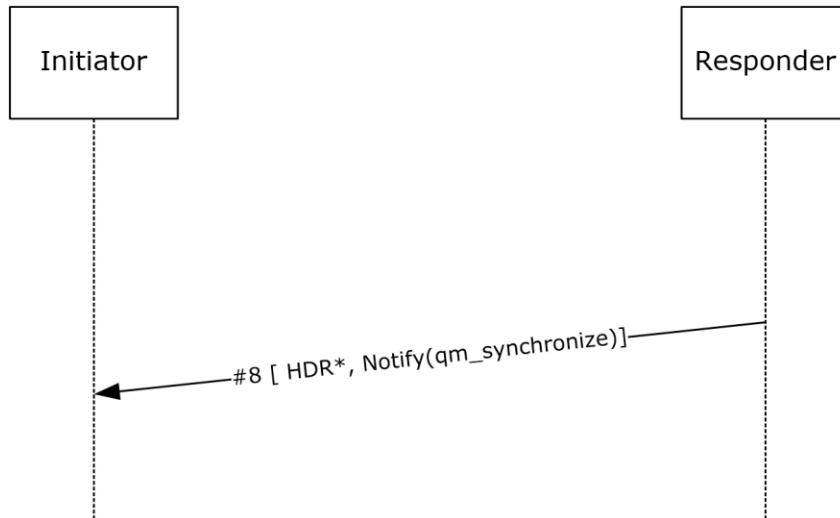 Initiator
Responder
#8 [ HDR*, Notify(qm_synchronize)]